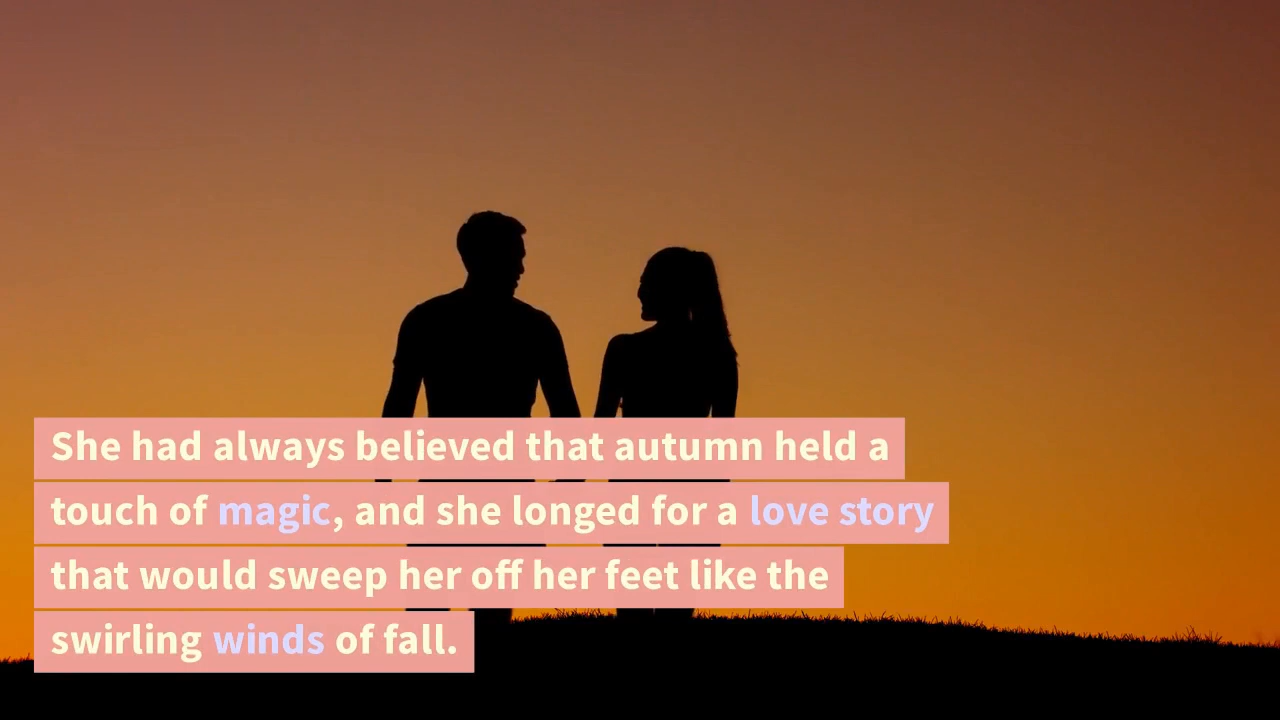 She had always believed that autumn held a
touch of magic, and she longed for a love story
that would sweep her off her feet like the
swirling winds of fall.